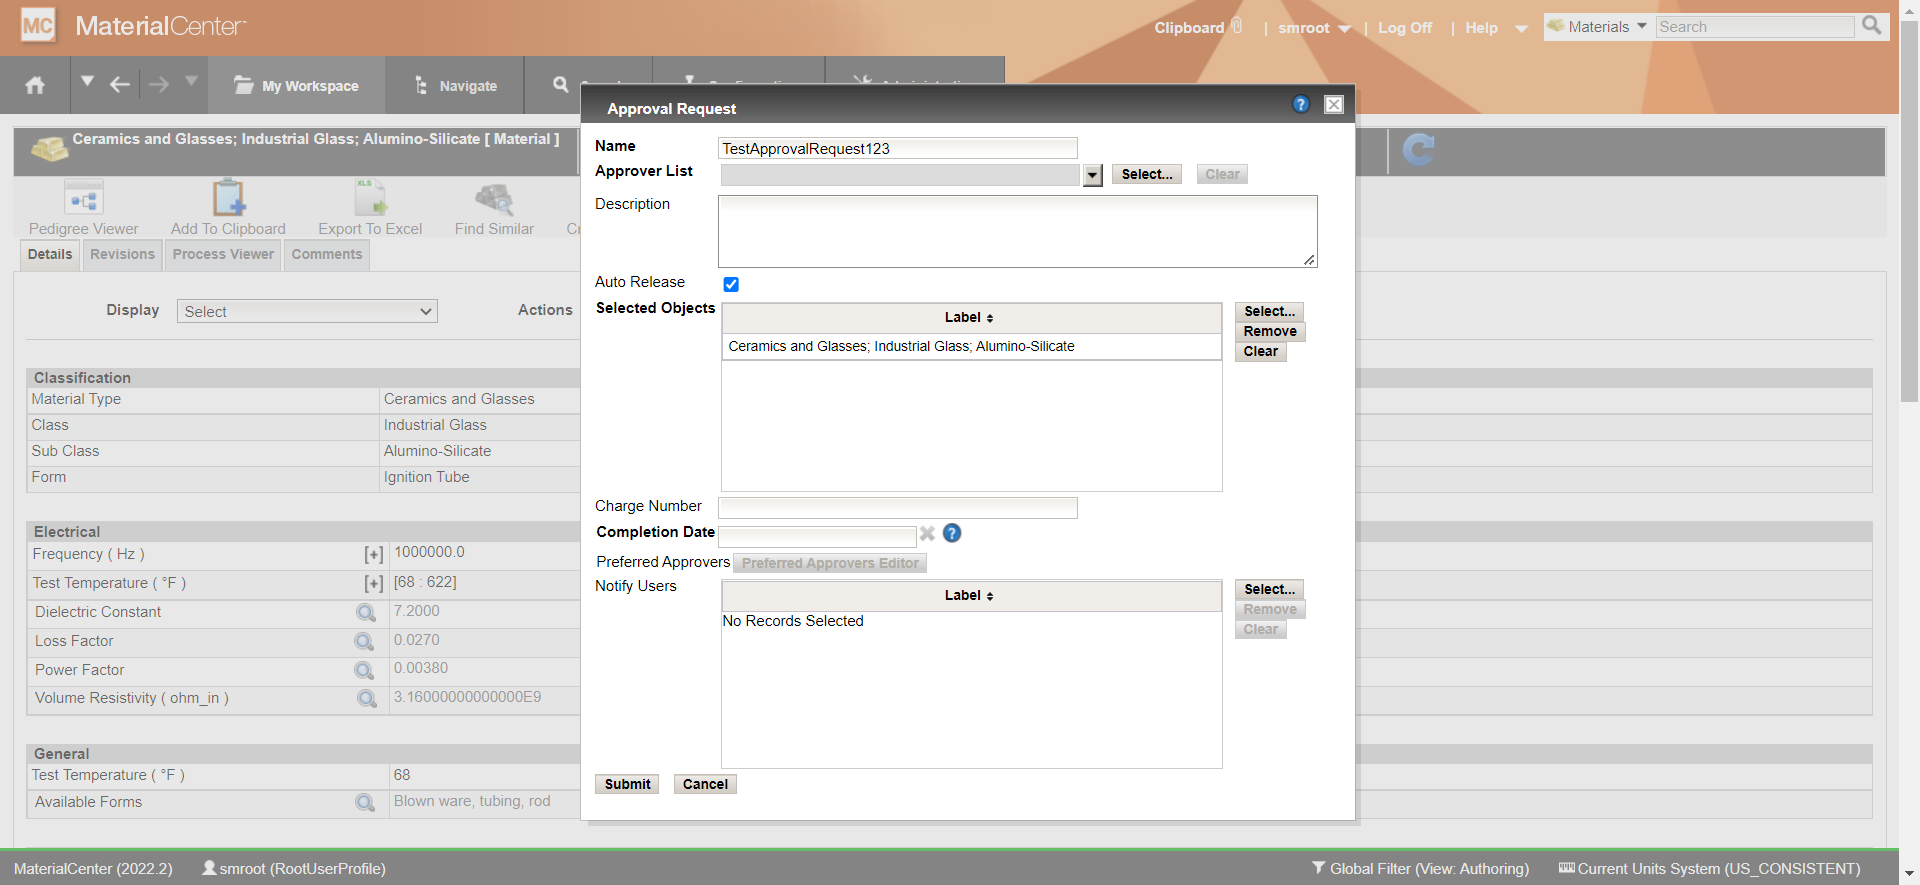 MC MaterialCenter
Clipboard | smroot | Log Off | Help
Materials Search
My Workspace
Navigate
Ceramics and Glasses; Industrial Glass; Alumino-Silicate [ Material ]
Pedigree Viewer
Add To Clipboard
XLS
Export To Excel
Find Similar
Details
Revisions
Process Viewer
Comments
Display Select Actions
Classification
Material Type Ceramics and Glasses
Class Industrial Glass
Sub Class Alumino-Silicate
Form Ignition Tube
Electrical
Frequency ( Hz ) [+] 1000000.0
Test Temperature ( °F ) [+] [68 : 622]
Dielectric Constant 7.2000
Loss Factor 0.0270
Power Factor 0.00380
Volume Resistivity ( ohm_in ) 3.16000000000000E9
General
Test Temperature ( °F ) 68
Available Forms Blown ware, tubing, rod
Approval Request ?
Name TestApprovalRequest123
Approver List Select... Clear
Description
Auto Release
Selected Objects Label Select...
Remove
Clear
Ceramics and Glasses; Industrial Glass; Alumino-Silicate
Charge Number
Completion Date ?
Preferred Approvers Preferred Approvers Editor
Notify Users Label Select...
Remove
Clear
No Records Selected
Submit Cancel
MaterialCenter (2022.2) smroot (RootUserProfile) Global Filter (View: Authoring) Current Units System (US_CONSISTENT)